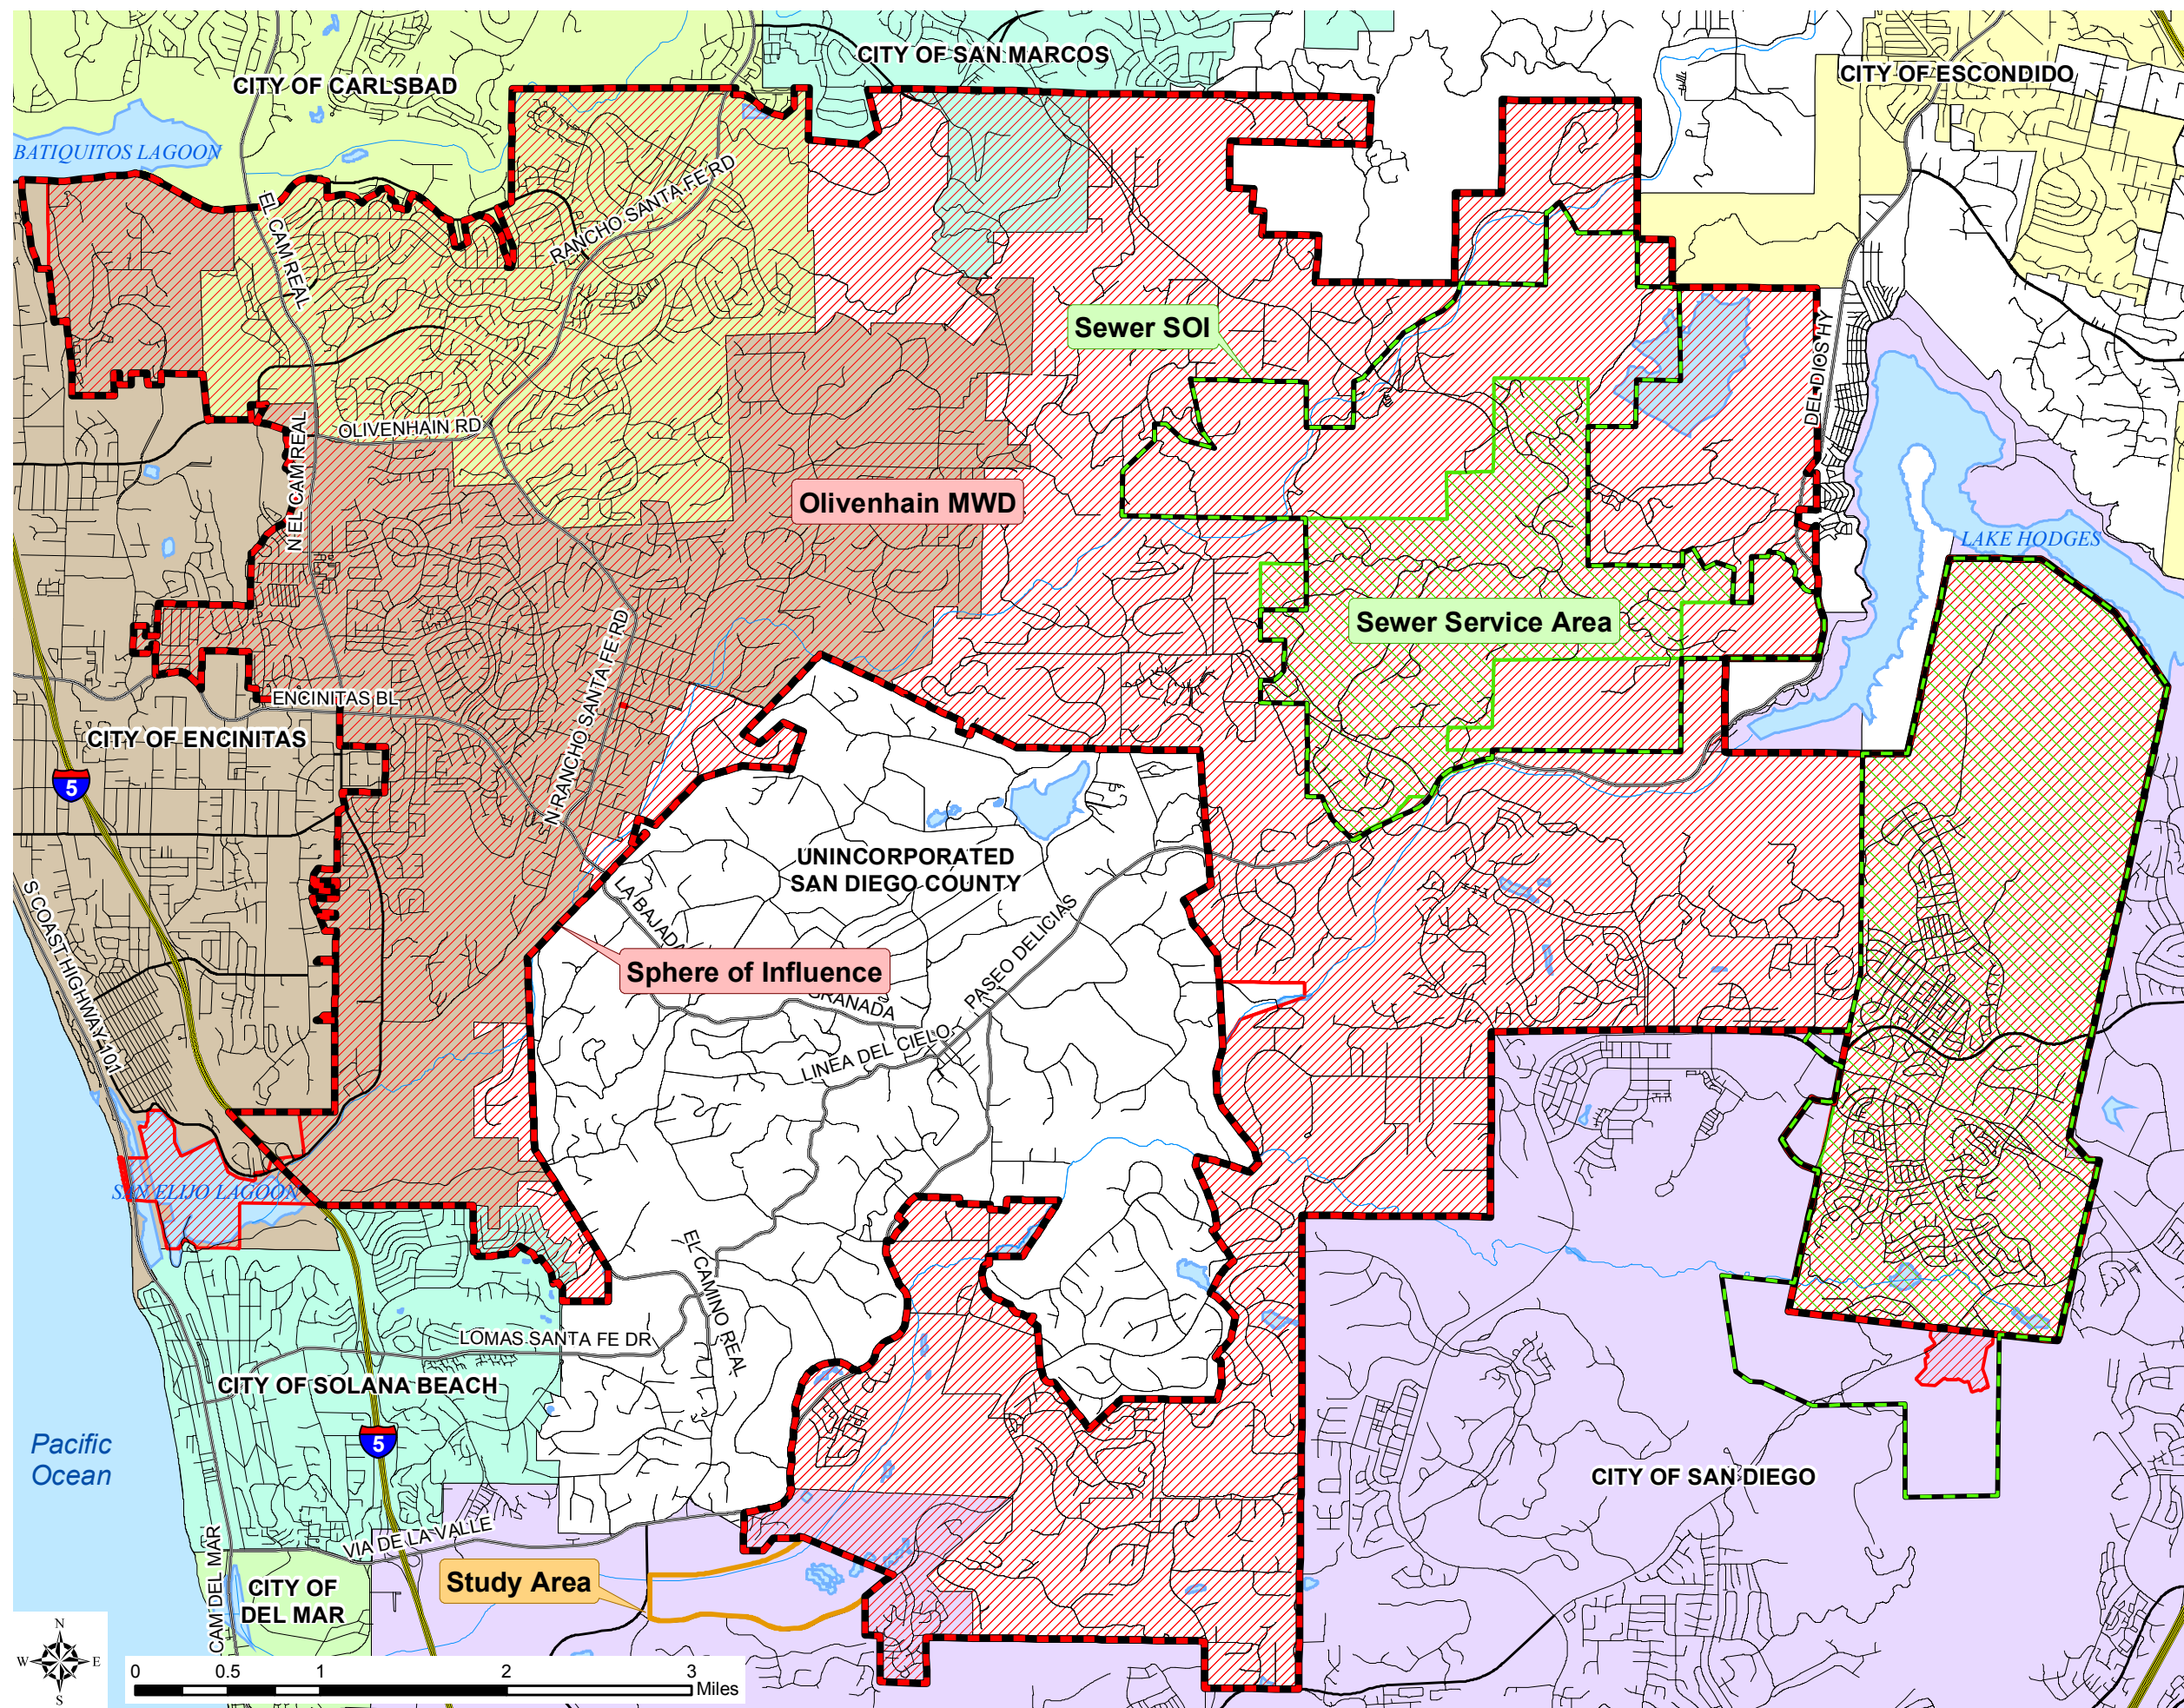 CITY OF SAN MARCOS
CITY OF CARLSBAD
CITY OF ESCONDIDO
BATIQUITOS LAGOON
RANCHO SANTA FE RD
EL CAM REAL
Sewer SOI
DEL DIOS HY
OLIVENHAIN RD
N EL CAM REAL
Olivenhain MWD
LAKE HODGES
Sewer Service Area
N RANCHO SANTA FE RD
ENCINITAS BL
CITY OF ENCINITAS
5
UNINCORPORATED
SAN DIEGO COUNTY
LA BAJADA
S COAST HIGHWAY 101
PASEO DELICIAS
Sphere of Influence
GRANADA
LINEA DEL CIELO
SAN ELIJO LAGOON
EL CAMINO REAL
LOMAS SANTA FE DR
CITY OF SOLANA BEACH
5
Pacific
Ocean
CITY OF SAN DIEGO
VIA DE LA VALLE
CAM DEL MAR
Study Area
CITY OF
DEL MAR
N
W E
S
0 0.5 1 2 3
Miles